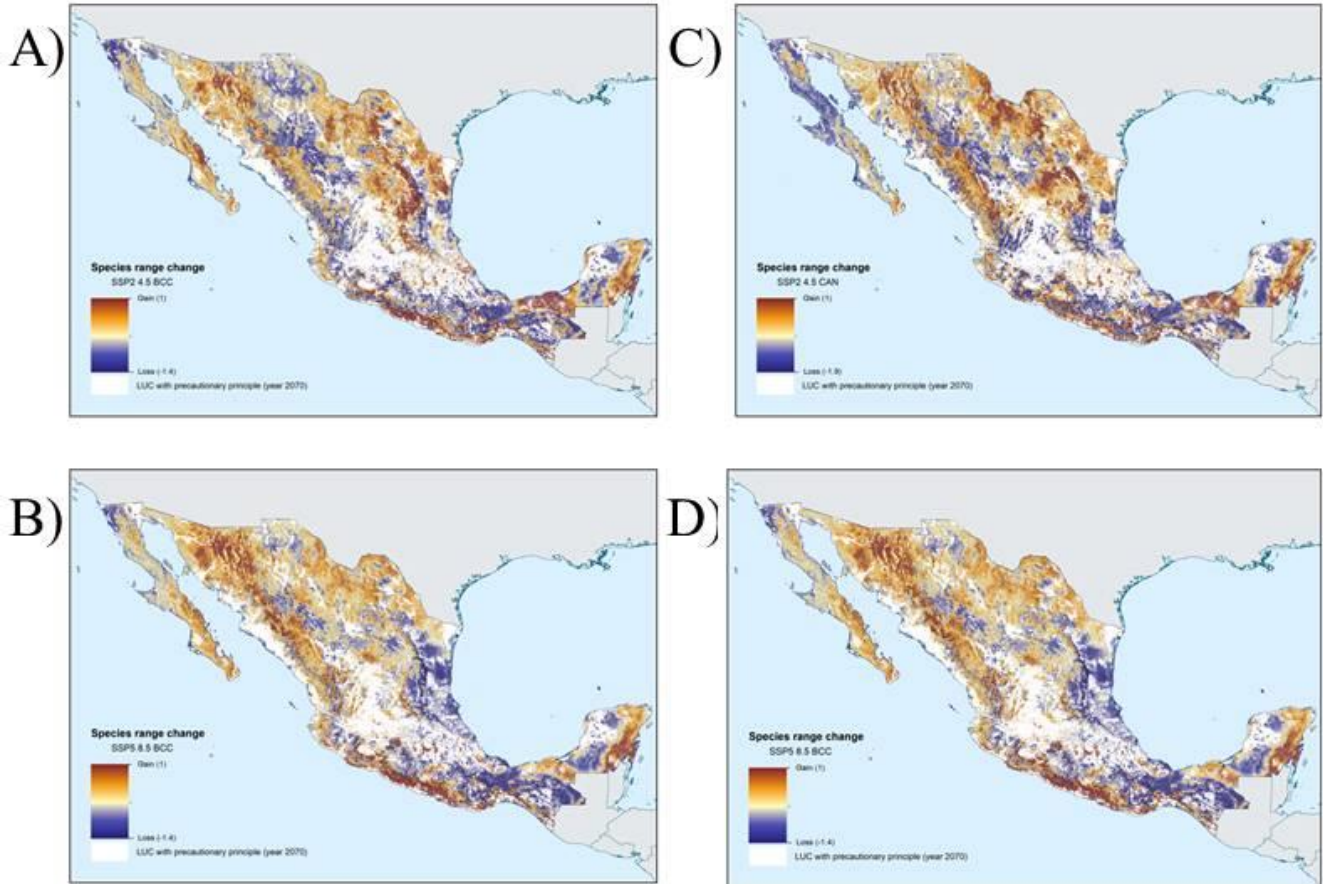 A)
Species range change
SSP2 4.5 BCC
Gain (1)
Loss (-1.4)
LUC with precautionary principle (year 2070)
C)
Species range change
SSP2 4.5 CAN
Gain (1)
Loss (-1.9)
LUC with precautionary principle (year 2070)
B)
Species range change
SSP5 8.5 BCC
Gain (1)
Loss (-1.4)
LUC with precautionary principle (year 2070)
D)
Species range change
SSP5 8.5 BCC
Gain (1)
Loss (-1.4)
LUC with precautionary principle (year 2070)